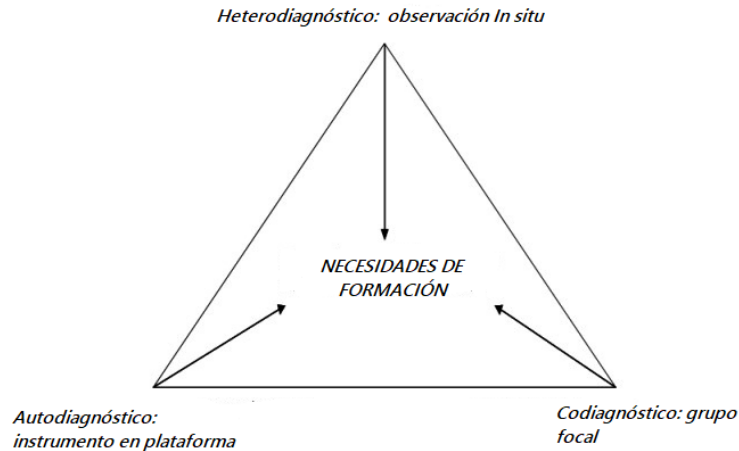 Heterodiagnóstico: observación In situ
NECESIDADES DE
FORMACIÓN
Autodiagnóstico:
instrumento en plataforma
Codiagnóstico: grupo
focal